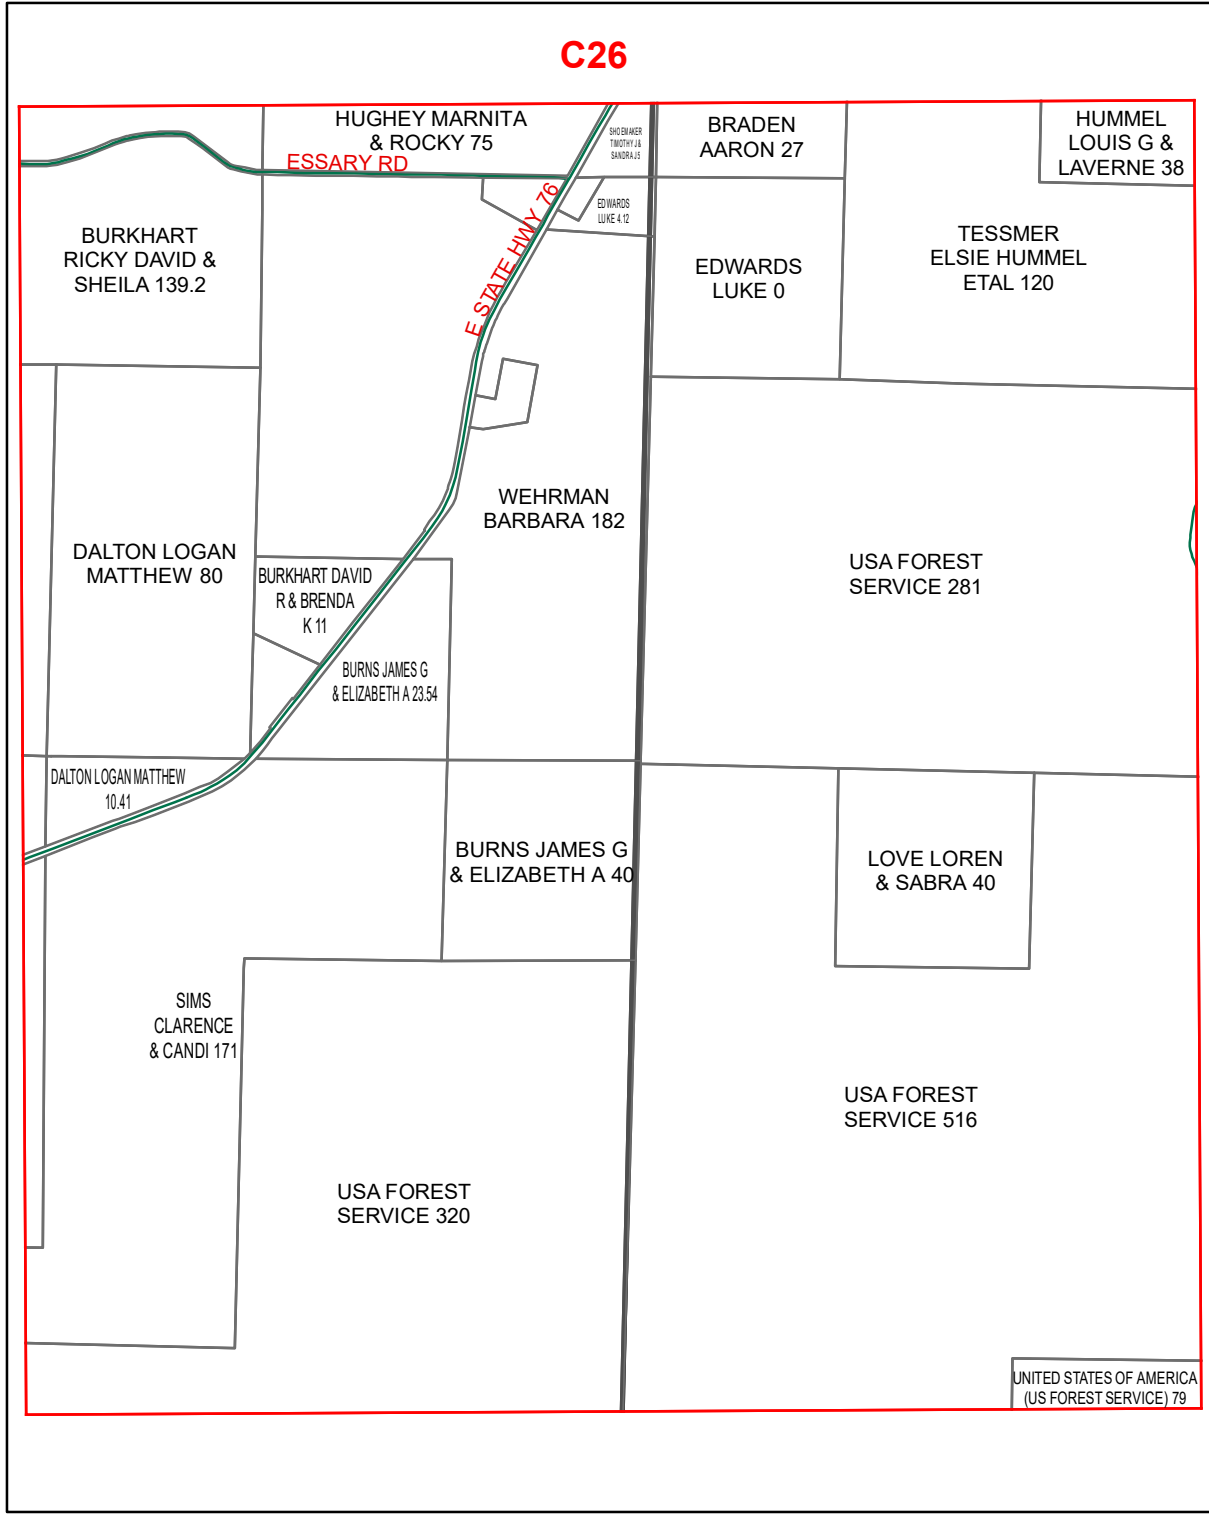 C26
HUGHEY MARNITA
& ROCKY 75
SHOEMAKER
TIMOTHY J &
SANDRA J 5
BRADEN
AARON 27
HUMMEL
LOUIS G &
LAVERNE 38
ESSARY RD
E STATE HWY 76
EDWARDS
LUKE 4.12
BURKHART
RICKY DAVID &
SHEILA 139.2
EDWARDS
LUKE 0
TESSMER
ELSIE HUMMEL
ETAL 120
WEHRMAN
BARBARA 182
DALTON LOGAN
MATTHEW 80
BURKHART DAVID
R & BRENDA
K 11
USA FOREST
SERVICE 281
BURNS JAMES G
& ELIZABETH A 23.54
DALTON LOGAN MATTHEW
10.41
BURNS JAMES G
& ELIZABETH A 40
LOVE LOREN
& SABRA 40
SIMS
CLARENCE
& CANDI 171
USA FOREST
SERVICE 516
USA FOREST
SERVICE 320
UNITED STATES OF AMERICA
(US FOREST SERVICE) 79